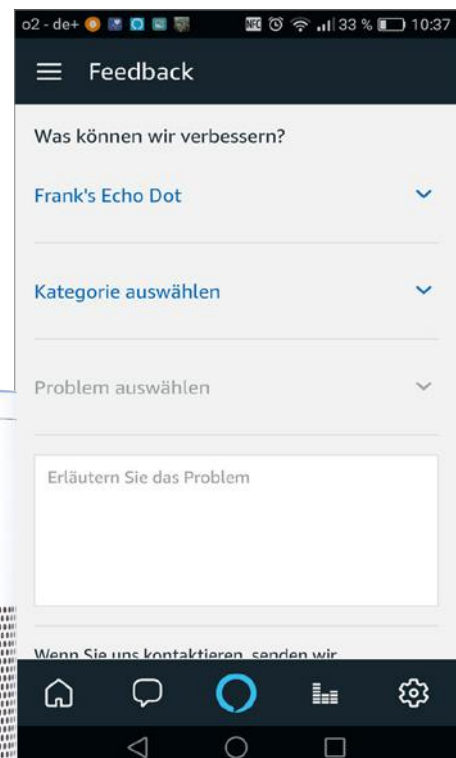 o2 - de+ 33 % 10:37
Feedback
Was können wir verbessern?
Frank's Echo Dot
Kategorie auswählen
Problem auswählen
Erläutern Sie das Problem
Wenn Sie uns kontaktieren, senden wir